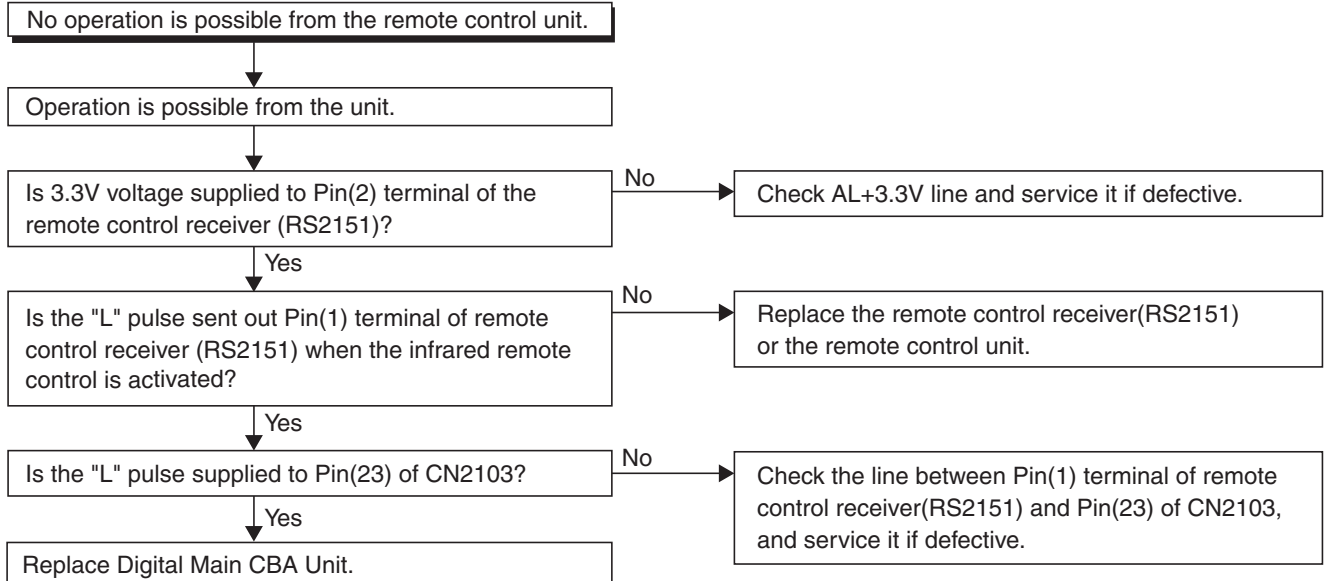 No operation is possible from the remote control unit.
Operation is possible from the unit.
Is 3.3V voltage supplied to Pin(2) terminal of the
remote control receiver (RS2151)?
No
Check AL+3.3V line and service it if defective.
Yes
Is the "L" pulse sent out Pin(1) terminal of remote
control receiver (RS2151) when the infrared remote
control is activated?
No
Replace the remote control receiver(RS2151)
or the remote control unit.
Yes
Is the "L" pulse supplied to Pin(23) of CN2103?
No
Check the line between Pin(1) terminal of remote
control receiver(RS2151) and Pin(23) of CN2103,
and service it if defective.
Yes
Replace Digital Main CBA Unit.